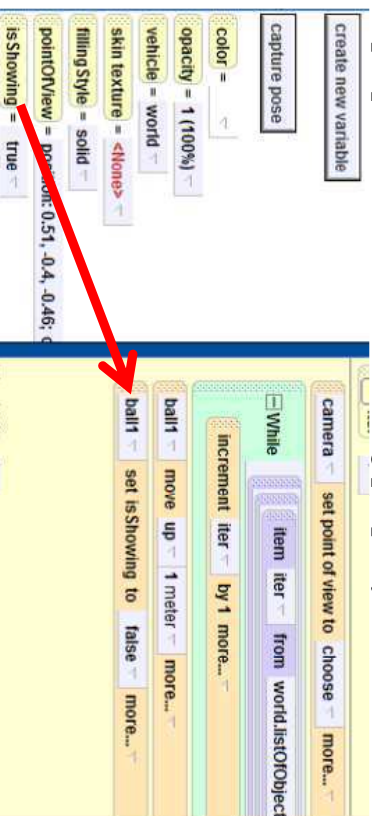 create new variable
capture pose
color =
opacity = 1 (100%)
vehicle = world
skin texture = <None>
fillingStyle = solid
pointOfView = position: 0.51, -0.4, -0.46;
isShowing = true
camera set point of view to choose more...
While
item iter from world.listOfObject
increment iter by 1 more...
ball1 move up 1 meter more...
ball1 set isShowing to false more...